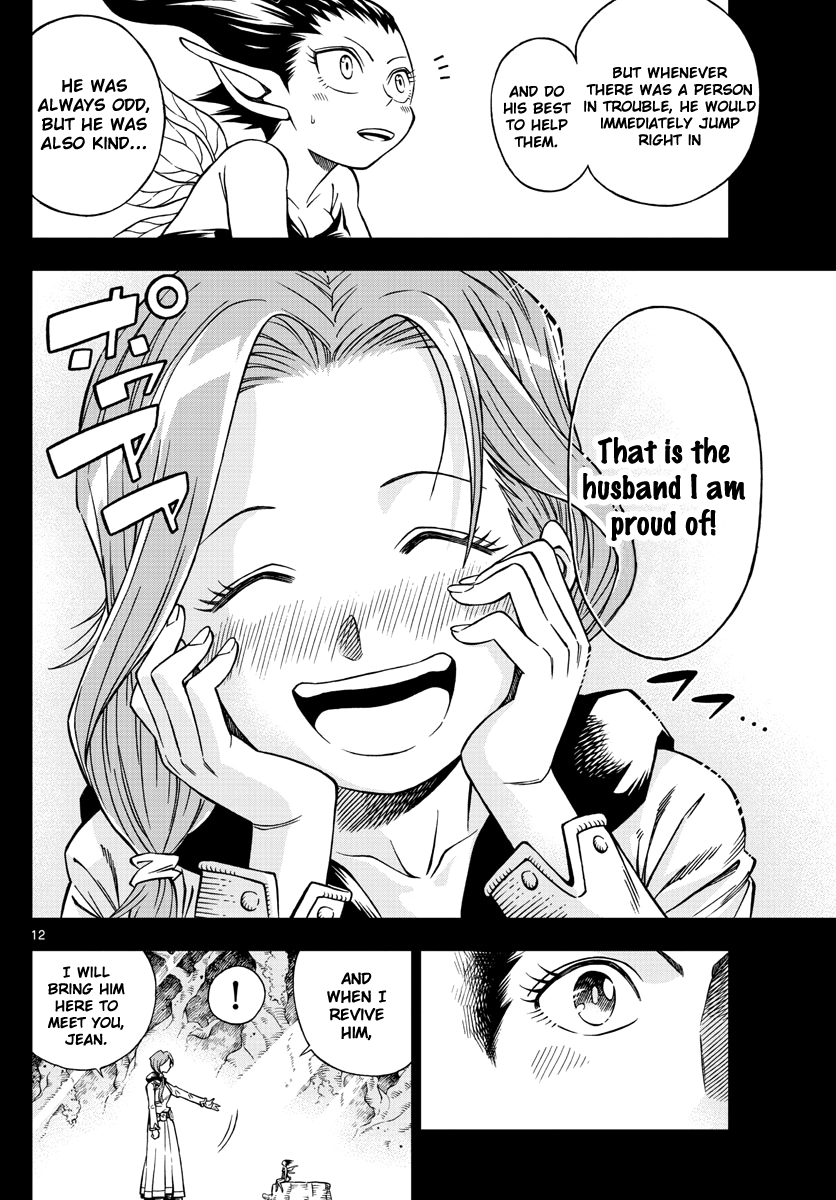 BUT WHENEVER
THERE WAS A PERSON
IN TROUBLE, HE WOULD
IMMEDIATELY JUMP
RIGHT IN
AND DO
HIS BEST
TO HELP
THEM.
HE WAS
ALWAYS ODD,
BUT HE WAS
ALSO KIND...
That is the
husband I am
proud of!
ポワアア
12
AND
WHEN I
REVIVE
HIM,
!
I WILL
BRING HIM
HERE TO
MEET YOU,
JEAN.